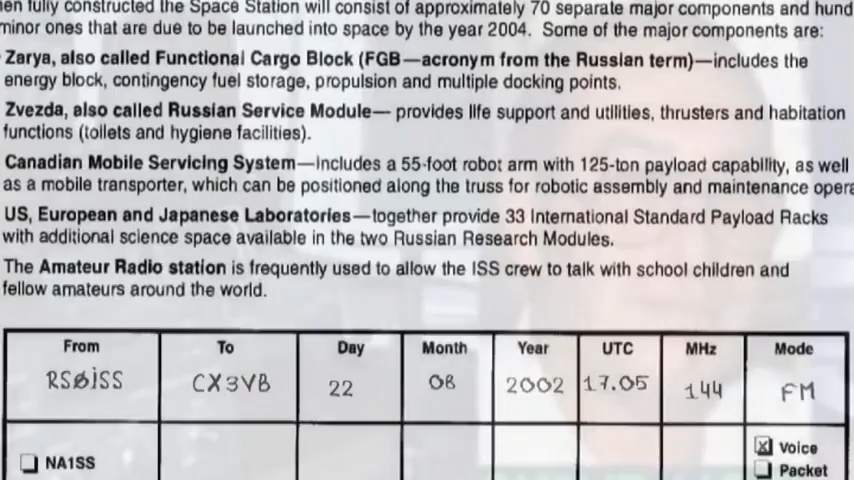 en fully constructed the Space Station will consist of approximately 70 separate major components and hund
minor ones that are due to be launched into space by the year 2004. Some of the major components are:
Zarya, also called Functional Cargo Block (FGB—acronym from the Russian term)—includes the
energy block, contingency fuel storage, propulsion and multiple docking points.
Zvezda, also called Russian Service Module— provides life support and utilities, thrusters and habitation
functions (toilets and hygiene facilities).
Canadian Mobile Servicing System—includes a 55-foot robot arm with 125-ton payload capability, as well
as a mobile transporter, which can be positioned along the truss for robotic assembly and maintenance opera
US, European and Japanese Laboratories—together provide 33 International Standard Payload Racks
with additional science space available in the two Russian Research Modules.
The Amateur Radio station is frequently used to allow the ISS crew to talk with school children and
fellow amateurs around the world.
From To Day Month Year UTC MHz Mode
RSØISS CX3VB 22 08 2002 17.05 144 FM
☐ NA1SS ☒ Voice
☐ Packet